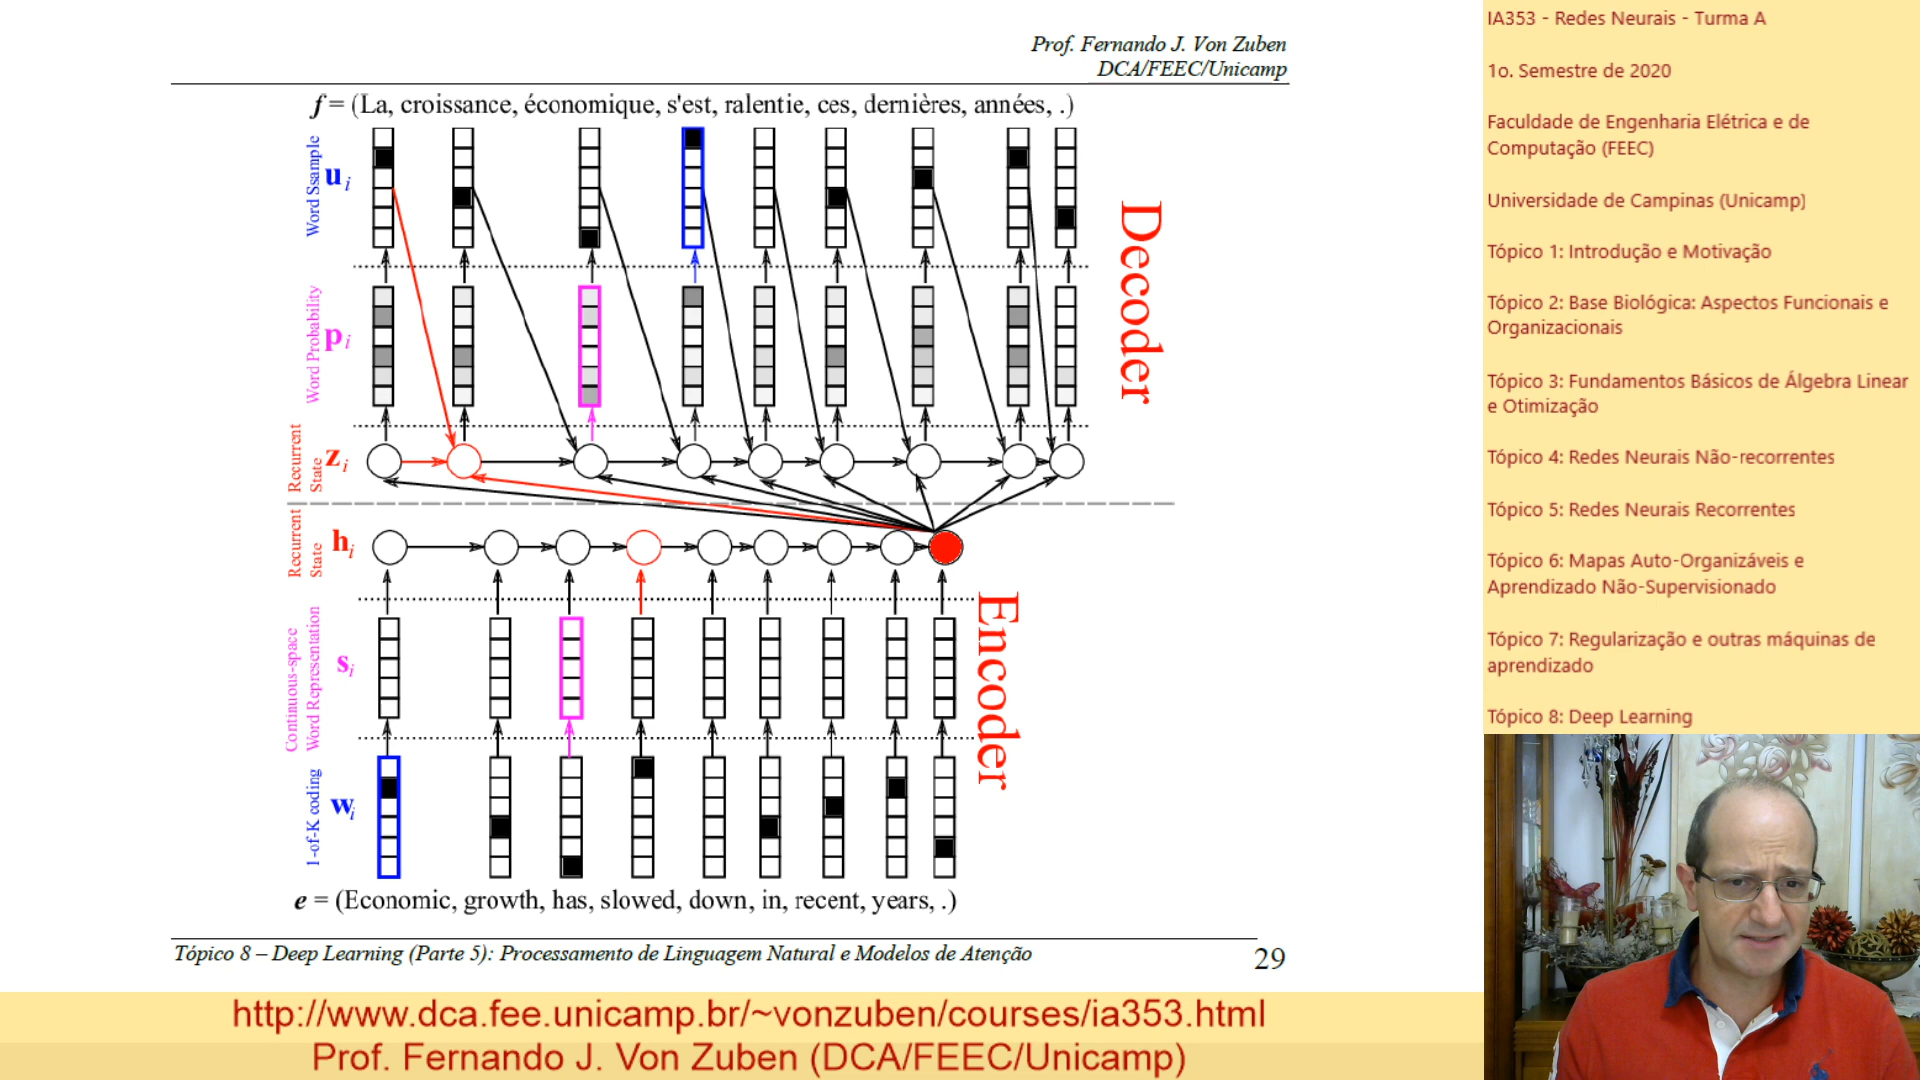 Prof. Fernando J. Von Zuben
DCA/FEEC/Unicamp
f = (La, croissance, économique, s'est, ralentie, ces, dernières, années, .)
Word Ssample
u i
Word Probability
p i
Recurrent
State
z i
Decoder
Recurrent
State
h i
Continuous-space
Word Representation
s i
Encoder
1-of-K coding
w i
e = (Economic, growth, has, slowed, down, in, recent, years, .)
Tópico 8 – Deep Learning (Parte 5): Processamento de Linguagem Natural e Modelos de Atenção
29
http://www.dca.fee.unicamp.br/~vonzuben/courses/ia353.html
Prof. Fernando J. Von Zuben (DCA/FEEC/Unicamp)
IA353 - Redes Neurais - Turma A
1o. Semestre de 2020
Faculdade de Engenharia Elétrica e de
Computação (FEEC)
Universidade de Campinas (Unicamp)
Tópico 1: Introdução e Motivação
Tópico 2: Base Biológica: Aspectos Funcionais e
Organizacionais
Tópico 3: Fundamentos Básicos de Álgebra Linear
e Otimização
Tópico 4: Redes Neurais Não-recorrentes
Tópico 5: Redes Neurais Recorrentes
Tópico 6: Mapas Auto-Organizáveis e
Aprendizado Não-Supervisionado
Tópico 7: Regularização e outras máquinas de
aprendizado
Tópico 8: Deep Learning